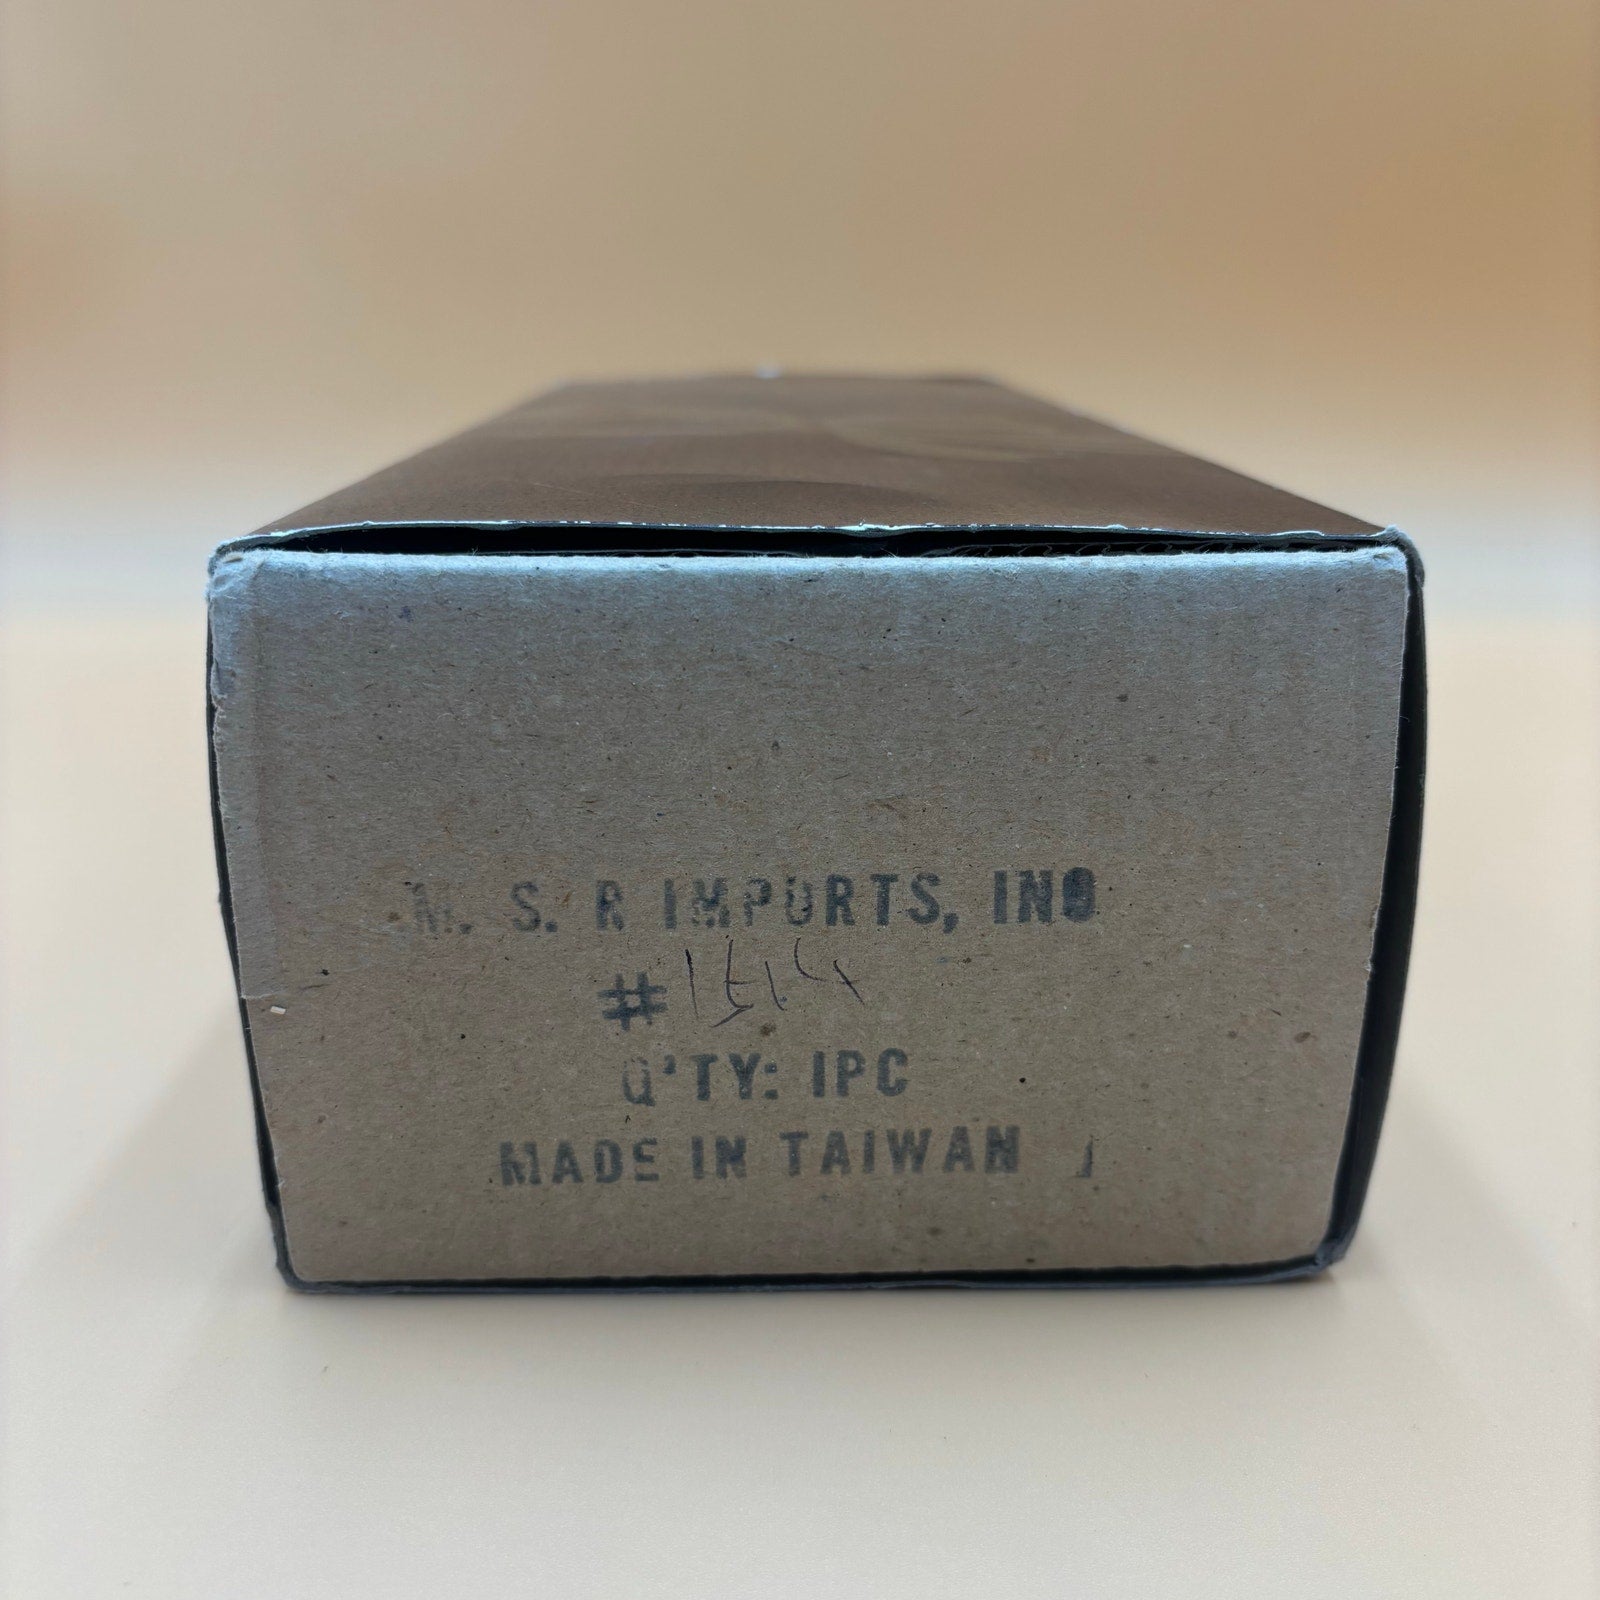 M. S. R IMPORTS, INC
#
Q'TY: 1PC
MADE IN TAIWAN